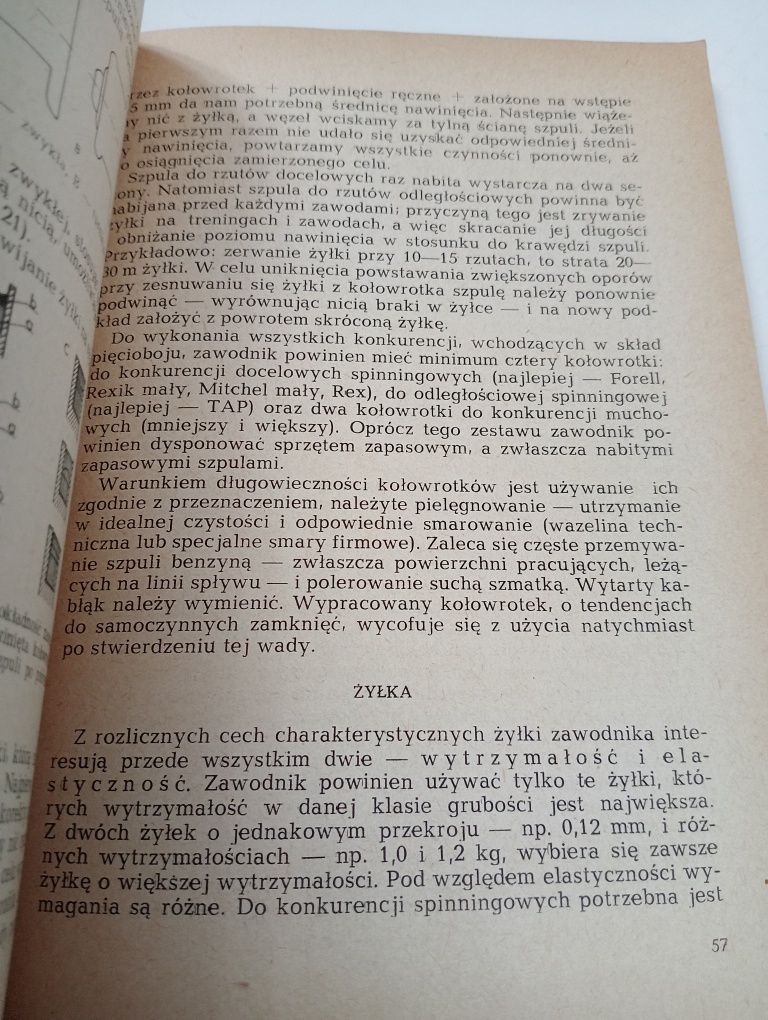 zwykła, B
zwykłej, słow
ą nicią, umoż
21).
wijanie żyłki
b
a
c
b
a
kołowrotek + podwinięcie ręczne + założone na wstępie
5 mm da nam potrzebną średnicę nawinięcia. Następnie wiąże-
y nić z żyłką, a węzeł wciskamy za tylną ścianę szpuli. Jeżeli
a pierwszym razem nie udało się uzyskać odpowiedniej średni-
y nawinięcia, powtarzamy wszystkie czynności ponownie, aż
o osiągnięcia zamierzonego celu.
Szpula do rzutów docelowych raz nabita wystarcza na dwa se-
ony. Natomiast szpula do rzutów odległościowych powinna być
nabijana przed każdymi zawodami; przyczyną tego jest zrywanie
żyłki na treningach i zawodach, a więc skracanie jej długości
obniżanie poziomu nawinięcia w stosunku do krawędzi szpuli.
Przykładowo: zerwanie żyłki przy 10—15 rzutach, to strata 20—
30 m żyłki. W celu uniknięcia powstawania zwiększonych oporów
przy zesnuwaniu się żyłki z kołowrotka szpulę należy ponownie
podwinąć — wyrównując nicią braki w żyłce — i na nowy pod-
kład założyć z powrotem skróconą żyłkę.
Do wykonania wszystkich konkurencji, wchodzących w skład
pięcioboju, zawodnik powinien mieć minimum cztery kołowrotki:
do konkurencji docelowych spinningowych (najlepiej — Forell,
Rexik mały, Mitchel mały, Rex), do odległościowej spinningowej
(najlepiej — TAP) oraz dwa kołowrotki do konkurencji mucho-
wych (mniejszy i większy). Oprócz tego zestawu zawodnik po-
winien dysponować sprzętem zapasowym, a zwłaszcza nabitymi
zapasowymi szpulami.
Warunkiem długowieczności kołowrotków jest używanie ich
zgodnie z przeznaczeniem, należyte pielęgnowanie — utrzymanie
w idealnej czystości i odpowiednie smarowanie (wazelina tech-
niczna lub specjalne smary firmowe). Zaleca się częste przemywa-
nie szpuli benzyną — zwłaszcza powierzchni pracujących, leżą-
cych na linii spływu — i polerowanie suchą szmatką. Wytarty ka-
błąk należy wymienić. Wypracowany kołowrotek, o tendencjach
do samoczynnych zamknięć, wycofuje się z użycia natychmiast
po stwierdzeniu tej wady.
ŻYŁKA
Z rozlicznych cech charakterystycznych żyłki zawodnika inte-
resują przede wszystkim dwie — wytrzymałość i ela-
styczność. Zawodnik powinien używać tylko te żyłki, któ-
rych wytrzymałość w danej klasie grubości jest największa.
Z dwóch żyłek o jednakowym przekroju — np. 0,12 mm, i róż-
nych wytrzymałościach — np. 1,0 i 1,2 kg, wybiera się zawsze
żyłkę o większej wytrzymałości. Pod względem elastyczności wy-
magania są różne. Do konkurencji spinningowych potrzebna jest
57